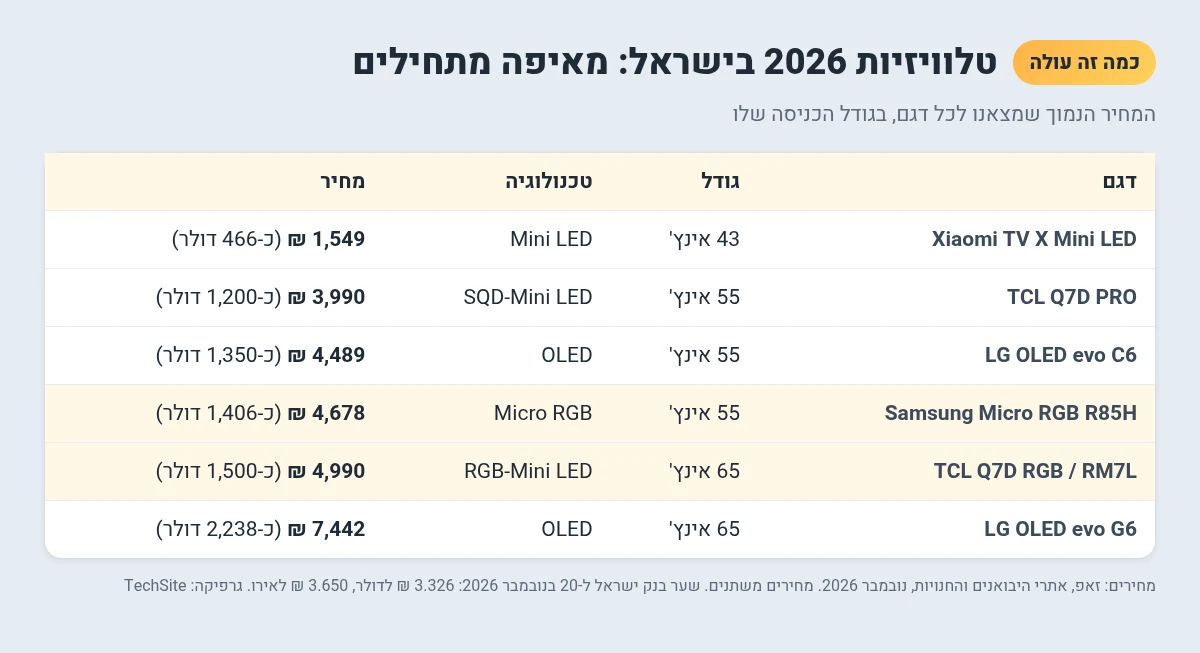 כמה זה עולה טלוויזיות 2026 בישראל: מאיפה מתחילים
המחיר הנמוך שמצאנו לכל דגם, בגודל הכניסה שלו
דגם גודל טכנולוגיה מחיר
Xiaomi TV X Mini LED 43 אינץ' Mini LED 1,549 ₪ (כ-466 דולר)
TCL Q7D PRO 55 אינץ' SQD-Mini LED 3,990 ₪ (כ-1,200 דולר)
LG OLED evo C6 55 אינץ' OLED 4,489 ₪ (כ-1,350 דולר)
Samsung Micro RGB R85H 55 אינץ' Micro RGB 4,678 ₪ (כ-1,406 דולר)
TCL Q7D RGB / RM7L 65 אינץ' RGB-Mini LED 4,990 ₪ (כ-1,500 דולר)
LG OLED evo G6 65 אינץ' OLED 7,442 ₪ (כ-2,238 דולר)
מחירים: זאפ, אתרי היבואנים והחנויות, נובמבר 2026. מחירים משתנים. שער בנק ישראל ל-20 בנובמבר 2026: 3.326 ₪ לדולר, 3.650 ₪ לאירו. גרפיקה: TechSite